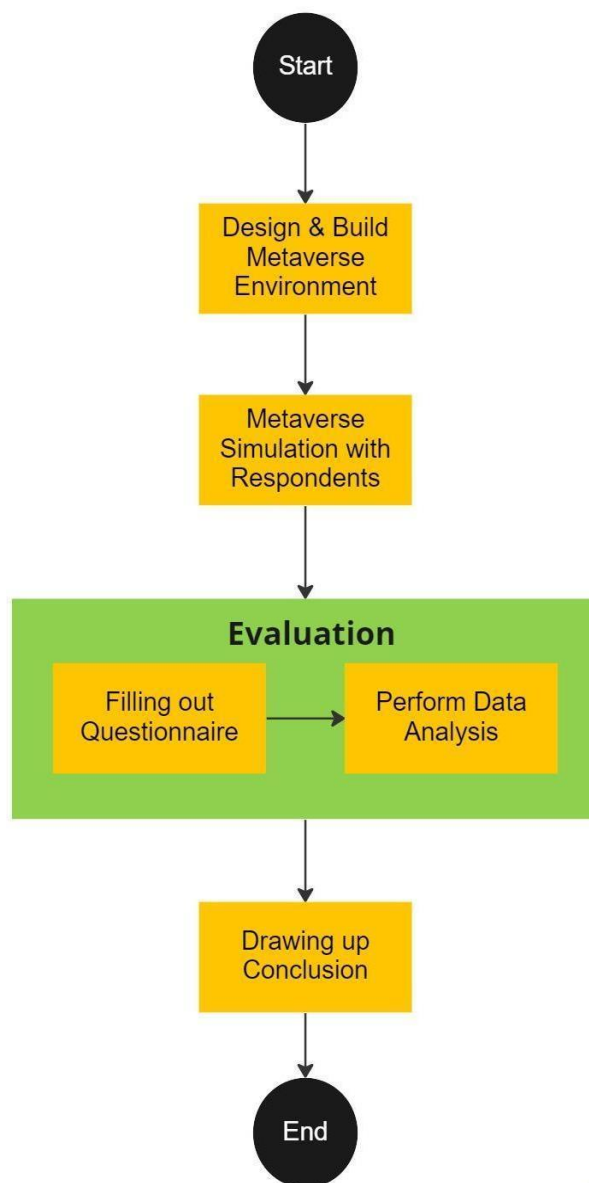 Start
Design & Build
Metaverse
Environment
Metaverse
Simulation with
Respondents
Evaluation
Filling out
Questionnaire
Perform Data
Analysis
Drawing up
Conclusion
End